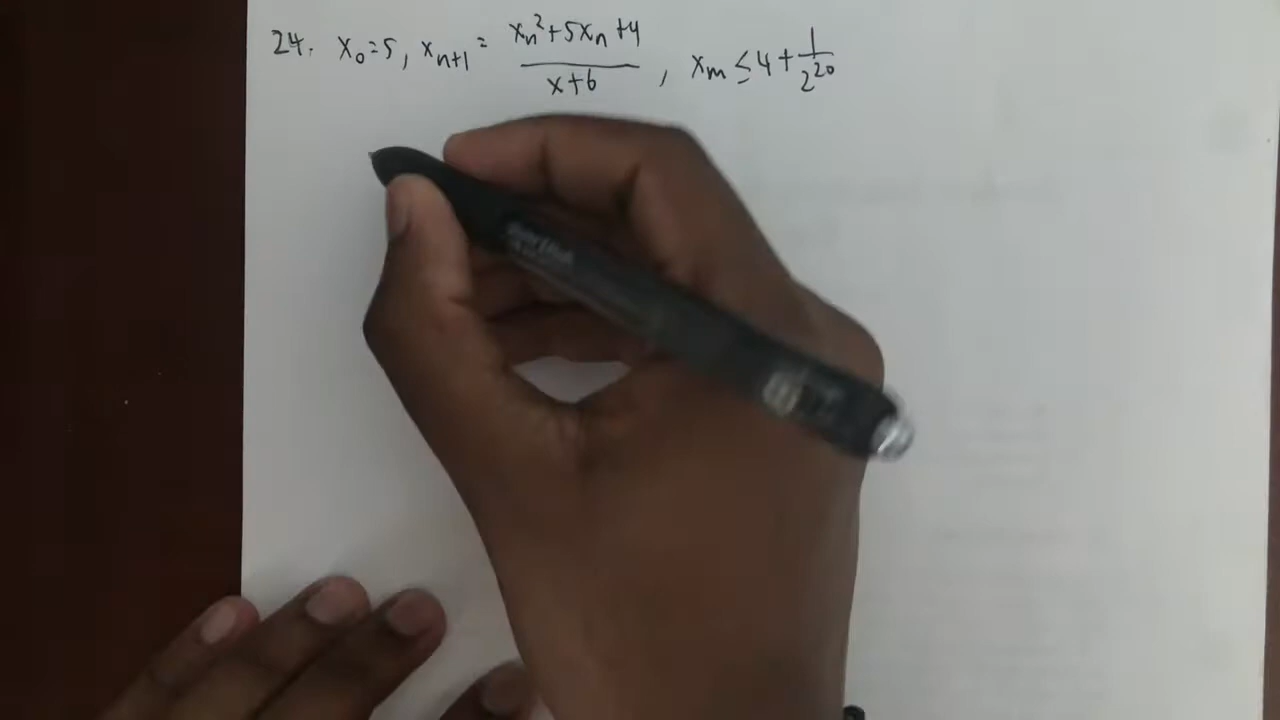 24. x₀=5, xₙ₊₁ = (xₙ²+5xₙ+4)/(x+6), xₘ ≤ 4 + 1/2²⁰